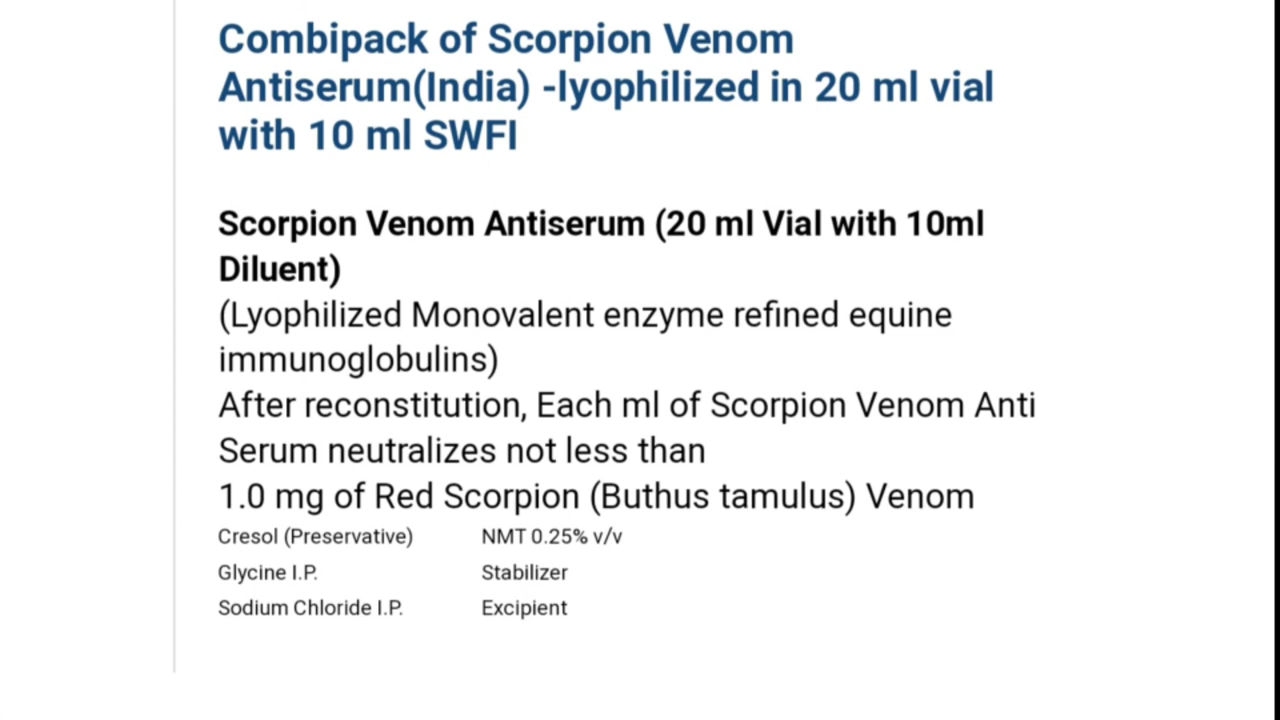 Combipack of Scorpion Venom
Antiserum(India) -lyophilized in 20 ml vial
with 10 ml SWFI
Scorpion Venom Antiserum (20 ml Vial with 10ml
Diluent)
(Lyophilized Monovalent enzyme refined equine
immunoglobulins)
After reconstitution, Each ml of Scorpion Venom Anti
Serum neutralizes not less than
1.0 mg of Red Scorpion (Buthus tamulus) Venom
Cresol (Preservative) NMT 0.25% v/v
Glycine I.P. Stabilizer
Sodium Chloride I.P. Excipient